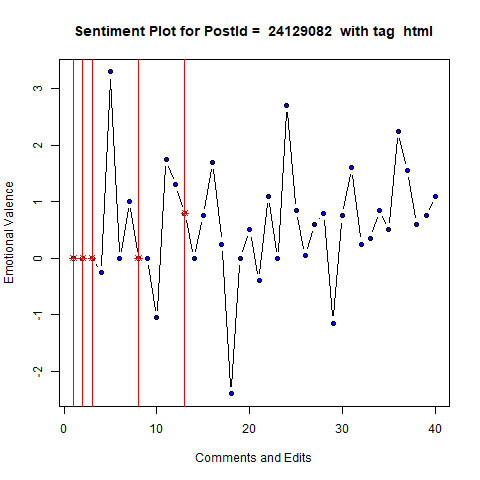 Sentiment Plot for PostId =  24129082  with tag  html
Emotional Valence
3
2
1
0
-1
-2
0 10 20 30 40
Comments and Edits